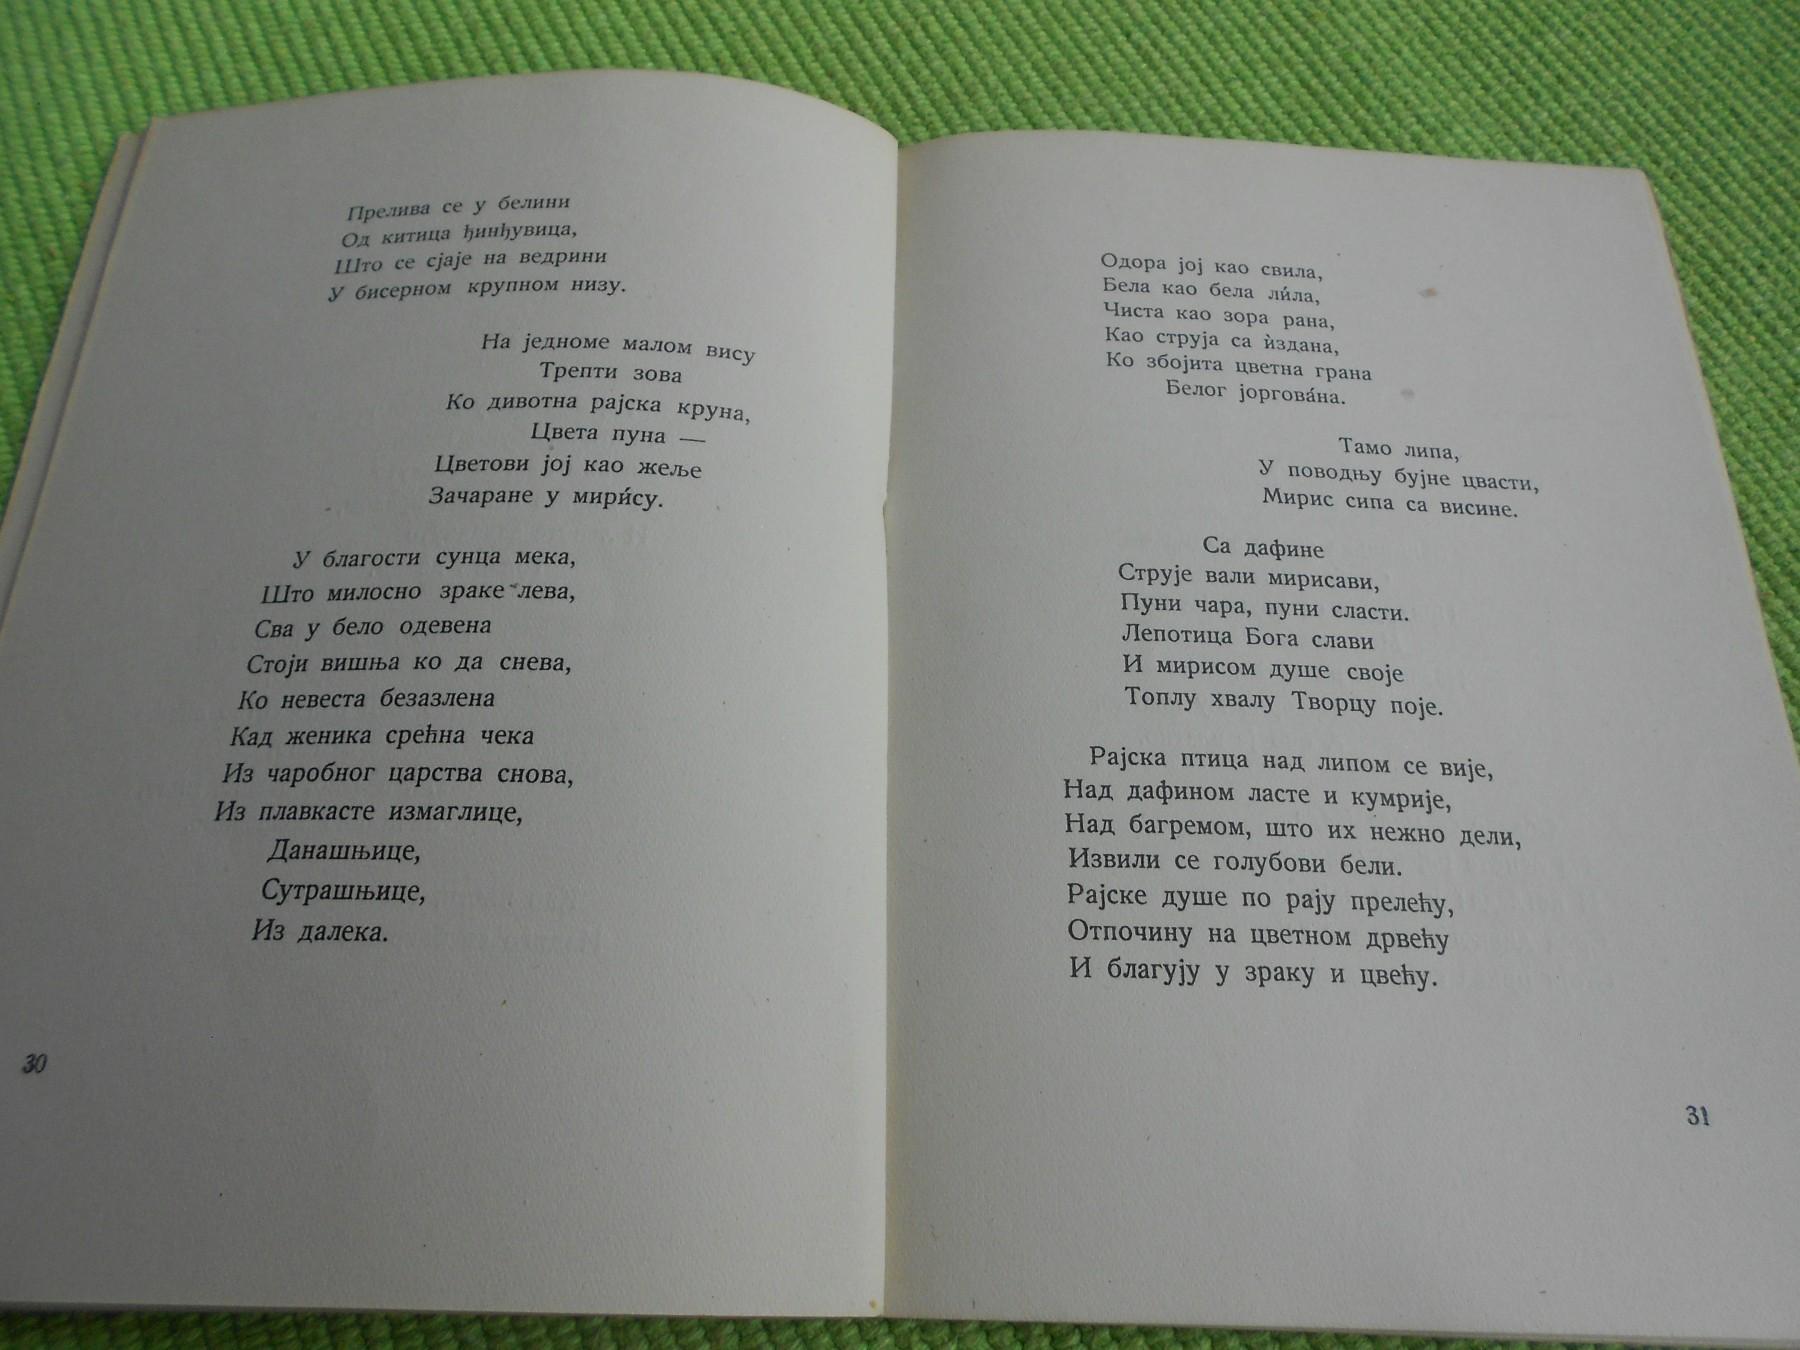 Прелива се у белини
Од китица ђинђувица,
Што се сјаје на ведрини
У бисерном крупном низу.
На једноме малом вису
Трепти зова
Ко дивотна рајска круна,
Цвета пуна —
Цветови јој као жеље
Зачаране у мири́су.
У благости сунца мека,
Што милосно зраке лева,
Сва у бело одевена
Стоји вишња ко да снева,
Ко невеста безазлена
Кад женика срећна чека
Из чаробног царства снова,
Из плавкасте измаглице,
Данашњице,
Сутрашњице,
Из далека.
30
Одора јој као свила,
Бела као бела ли́ла,
Чиста као зора рана,
Као струја са ѝздана,
Ко збојита цветна грана
Белог јоргова́на.
Тамо липа,
У поводњу бујне цвасти,
Мирис сипа са висине.
Са дафине
Струје вали мирисави,
Пуни чара, пуни сласти.
Лепотица Бога слави
И мирисом душе своје
Топлу хвалу Творцу поје.
Рајска птица над липом се вије,
Над дафином ласте и кумрије,
Над багремом, што их нежно дели,
Извили се голубови бели.
Рајске душе по рају прелећу,
Отпочину на цветном дрвећу
И благују у зраку и цвећу.
31